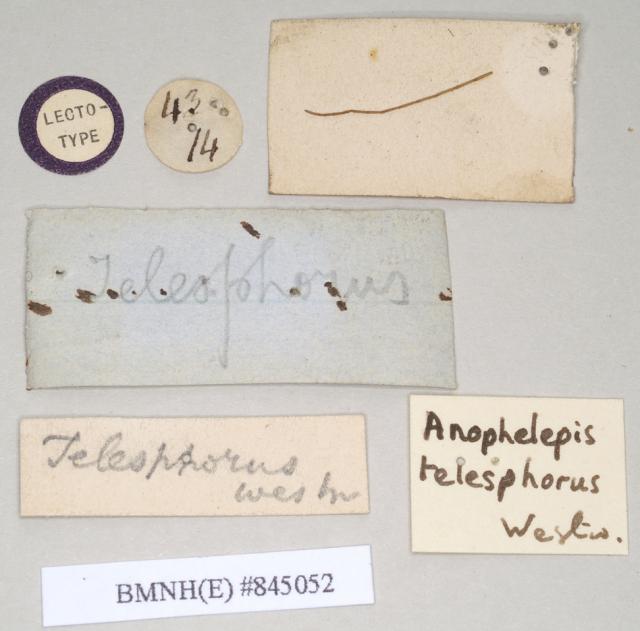 LECTO-
TYPE
43
14
Telesphorus
Telesphorus
westw
Anophelepis
telesphorus
Westw.
BMNH(E) #845052